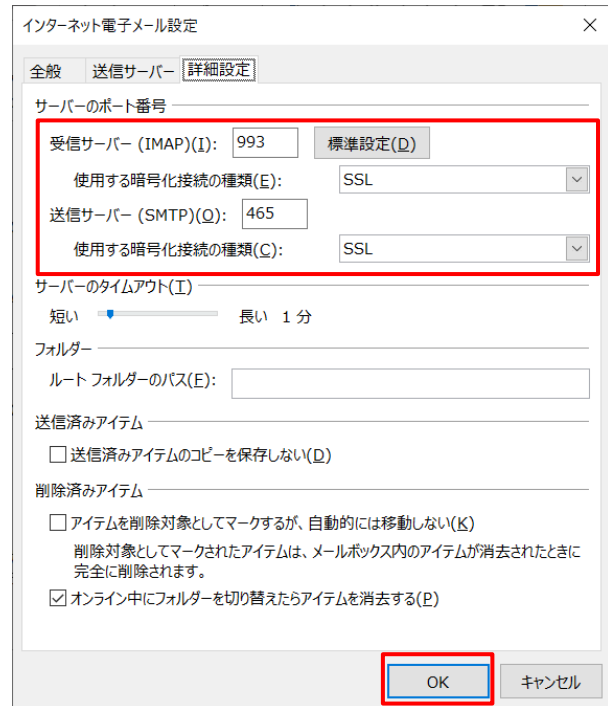 インターネット電子メール設定
全般 送信サーバー 詳細設定
サーバーのポート番号
受信サーバー (IMAP)(I): 993 標準設定(D)
使用する暗号化接続の種類(E): SSL
送信サーバー (SMTP)(O): 465
使用する暗号化接続の種類(C): SSL
サーバーのタイムアウト(T)
短い 長い 1 分
フォルダー
ルート フォルダーのパス(F):
送信済みアイテム
送信済みアイテムのコピーを保存しない(D)
削除済みアイテム
アイテムを削除対象としてマークするが、自動的には移動しない(K)
削除対象としてマークされたアイテムは、メールボックス内のアイテムが消去されたときに
完全に削除されます。
オンライン中にフォルダーを切り替えたらアイテムを消去する(P)
OK キャンセル